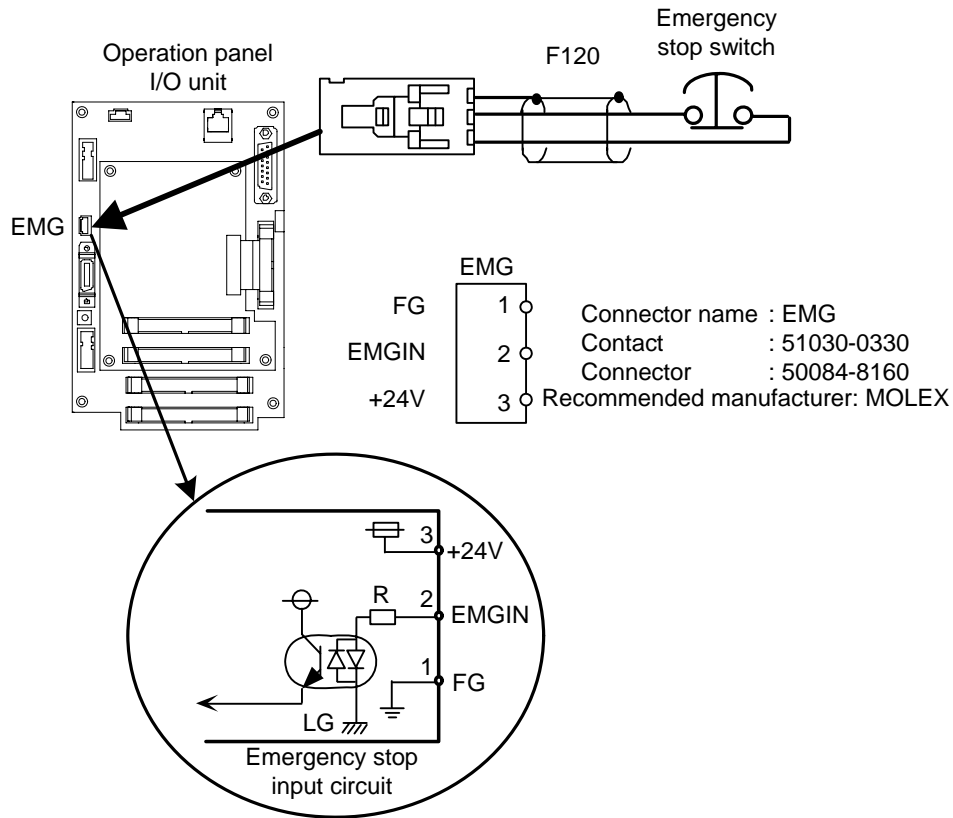 Emergency
stop switch
Operation panel
I/O unit
F120
EMG
EMG
FG 1
EMGIN 2
+24V 3
Connector name : EMG
Contact : 51030-0330
Connector : 50084-8160
Recommended manufacturer: MOLEX
3 +24V
R 2 EMGIN
1 FG
LG
Emergency stop
input circuit